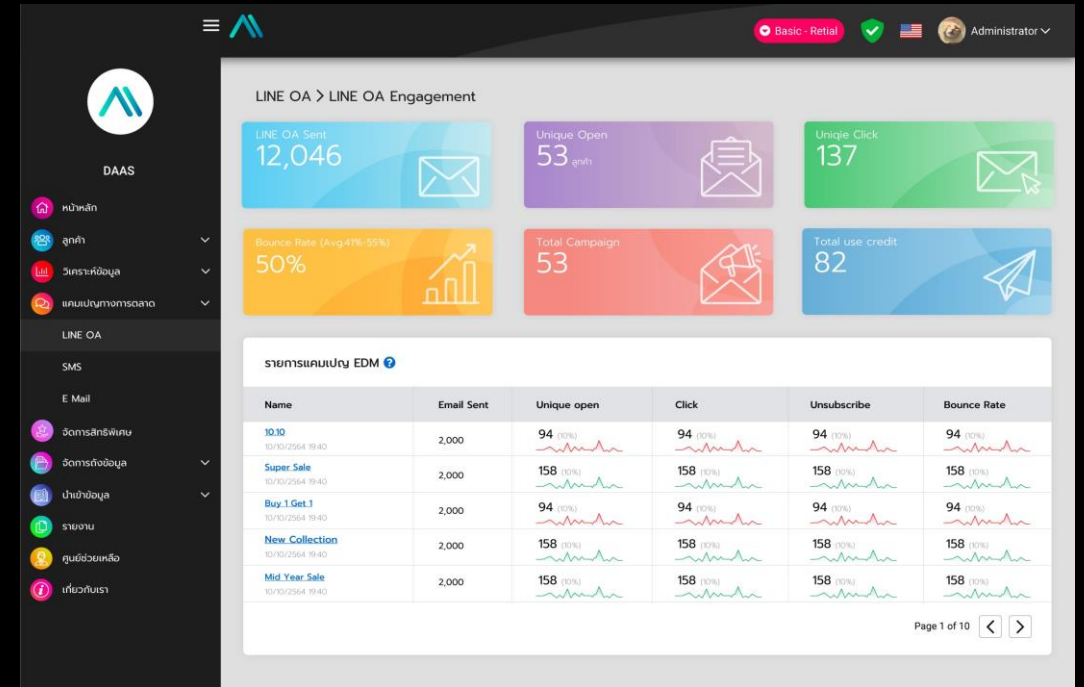 Basic - Retial
Administrator
DAAS
หน้าหลัก
ลูกค้า
วิเคราะห์ข้อมูล
แคมเปญทางการตลาด
LINE OA
SMS
E Mail
จัดการสิทธิพิเศษ
จัดการถังข้อมูล
นำเข้าข้อมูล
รายงาน
ศูนย์ช่วยเหลือ
เกี่ยวกับเรา
LINE OA > LINE OA Engagement
LINE OA Sent
12,046
Unique Open
53 ลูกค้า
Uniqie Click
137
Bounce Rate (Avg.41%-55%)
50%
Total Campaign
53
Total use credit
82
รายการแคมเปญ EDM
Name Email Sent Unique open Click Unsubscribe Bounce Rate
10.10 2,000 94 (10%) 94 (10%) 94 (10%) 94 (10%)
10/10/2564 19:40
Super Sale 2,000 158 (10%) 158 (10%) 158 (10%) 158 (10%)
10/10/2564 19:40
Buy 1 Get 1 2,000 94 (10%) 94 (10%) 94 (10%) 94 (10%)
10/10/2564 19:40
New Collection 2,000 158 (10%) 158 (10%) 158 (10%) 158 (10%)
10/10/2564 19:40
Mid Year Sale 2,000 158 (10%) 158 (10%) 158 (10%) 158 (10%)
10/10/2564 19:40
Page 1 of 10